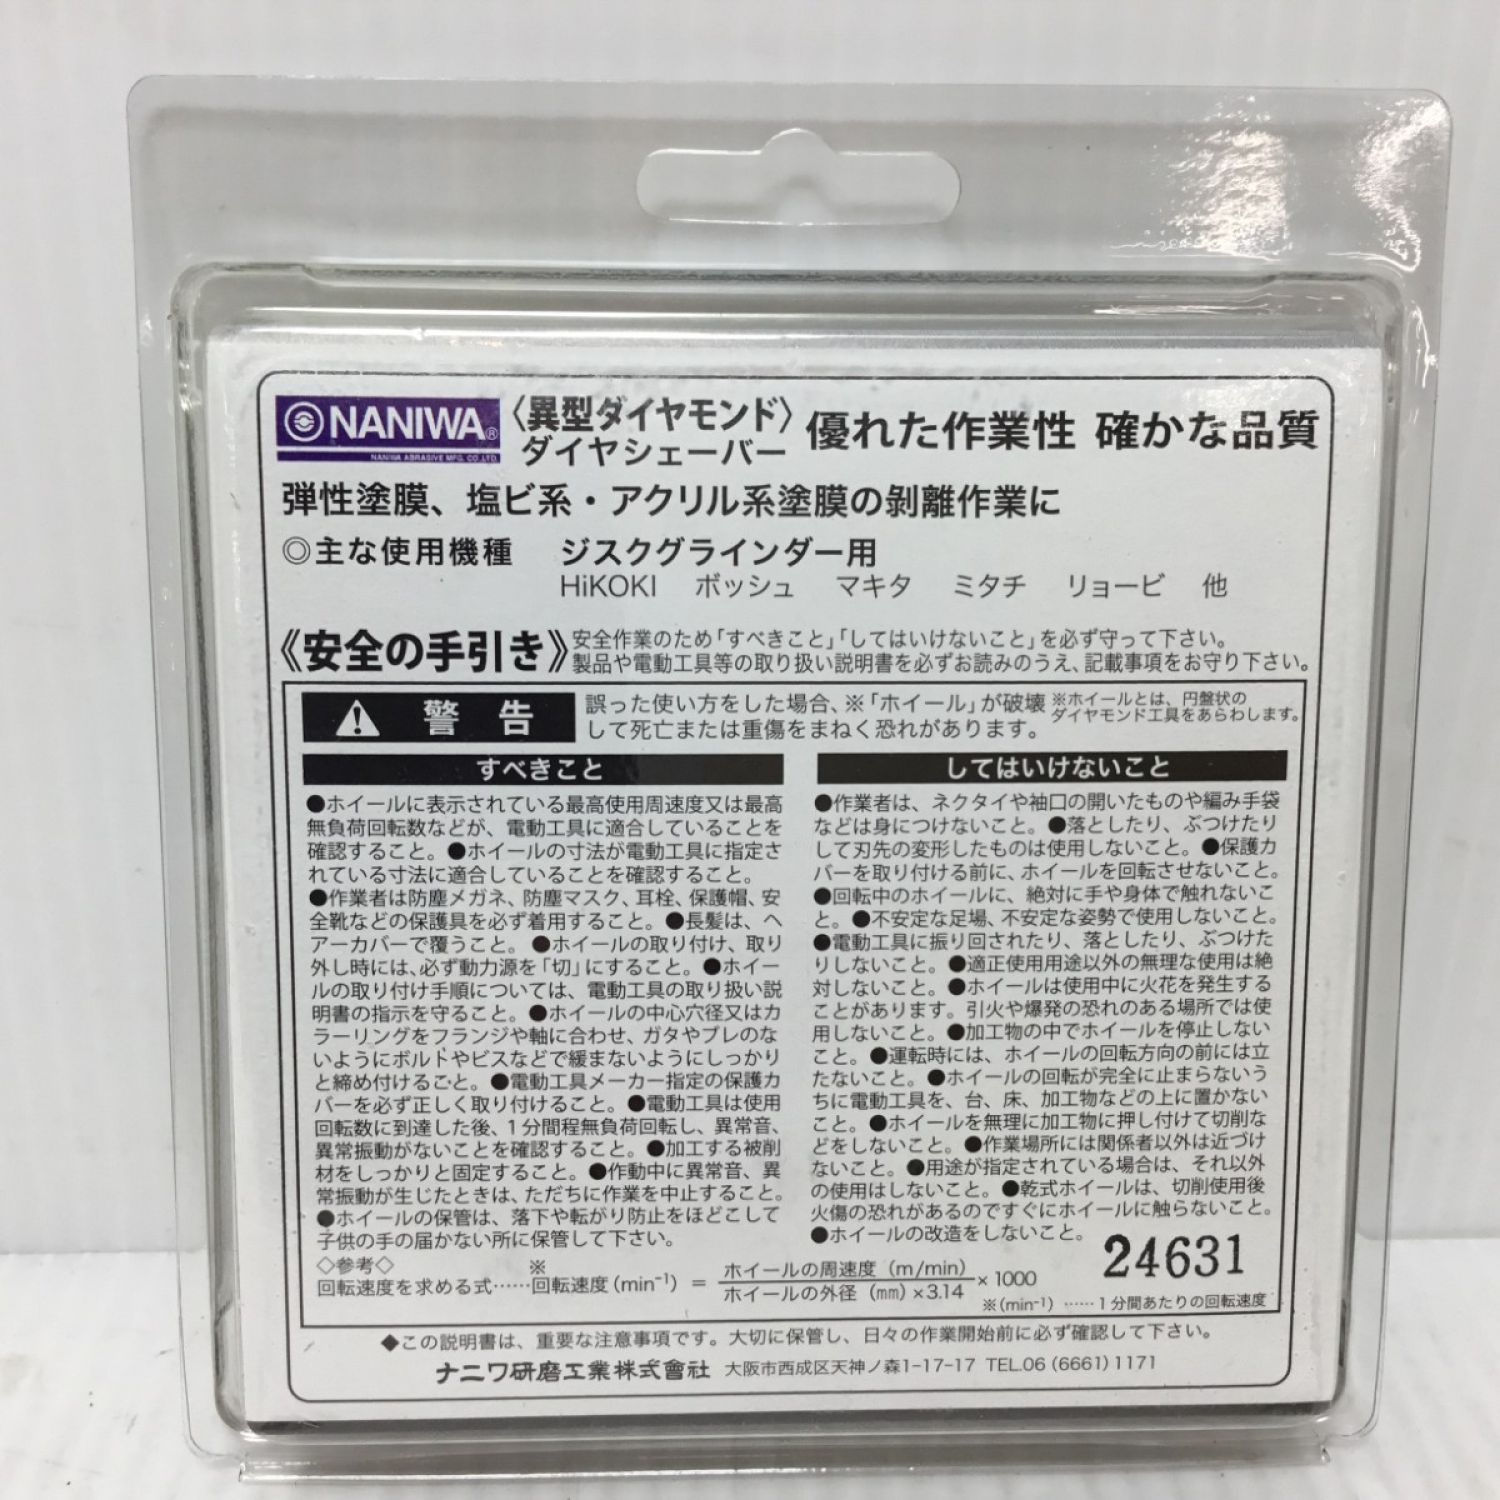 NANIWA®
NANIWA ABRASIVE MFG. CO.,LTD.
〈異型ダイヤモンド〉
ダイヤシェーバー
優れた作業性 確かな品質
弾性塗膜、塩ビ系・アクリル系塗膜の剝離作業に
◎主な使用機種 ジスクグラインダー用
HiKOKI ボッシュ マキタ ミタチ リョービ 他
《安全の手引き》
安全作業のため「すべきこと」「してはいけないこと」を必ず守って下さい。
製品や電動工具等の取り扱い説明書を必ずお読みのうえ、記載事項をお守り下さい。
警告
誤った使い方をした場合、※「ホイール」が破壊
して死亡または重傷をまねく恐れがあります。
※ホイールとは、円盤状の
ダイヤモンド工具をあらわします。
すべきこと
●ホイールに表示されている最高使用周速度又は最高
無負荷回転数などが、電動工具に適合していることを
確認すること。●ホイールの寸法が電動工具に指定さ
れている寸法に適合していることを確認すること。
●作業者は防塵メガネ、防塵マスク、耳栓、保護帽、安
全靴などの保護具を必ず着用すること。●長髪は、ヘ
アーカバーで覆うこと。●ホイールの取り付け、取り
外し時には、必ず動力源を「切」にすること。●ホイー
ルの取り付け手順については、電動工具の取り扱い説
明書の指示を守ること。●ホイールの中心穴径又はカ
ラーリングをフランジや軸に合わせ、ガタやブレのな
いようにボルトやビスなどで緩まないようにしっかり
と締め付けること。●電動工具メーカー指定の保護カ
バーを必ず正しく取り付けること。●電動工具は使用
回転数に到達した後、1分間程無負荷回転し、異常音、
異常振動がないことを確認すること。●加工する被削
材をしっかりと固定すること。●作動中に異常音、異
常振動が生じたときは、ただちに作業を中止すること。
●ホイールの保管は、落下や転がり防止をほどこして
子供の手の届かない所に保管して下さい。
してはいけないこと
●作業者は、ネクタイや袖口の開いたものや編み手袋
などは身につけないこと。●落としたり、ぶつけたり
して刃先の変形したものは使用しないこと。●保護カ
バーを取り付ける前に、ホイールを回転させないこと。
●回転中のホイールに、絶対に手や身体で触れないこ
と。●不安定な足場、不安定な姿勢で使用しないこと。
●電動工具に振り回されたり、落としたり、ぶつけた
りしないこと。●適正使用用途以外の無理な使用は絶
対しないこと。●ホイールは使用中に火花を発生する
ことがあります。引火や爆発の恐れのある場所では使
用しないこと。●加工物の中でホイールを停止しない
こと。●運転時には、ホイールの回転方向の前には立
たないこと。●ホイールの回転が完全に止まらないう
ちに電動工具を、台、床、加工物などの上に置かない
こと。●ホイールを無理に加工物に押し付けて切削な
どをしないこと。●作業場所には関係者以外は近づけ
ないこと。●用途が指定されている場合は、それ以外
の使用はしないこと。●乾式ホイールは、切削使用後
火傷の恐れがあるのですぐにホイールに触らないこと。
●ホイールの改造をしないこと。
24631
◇参考◇ ※
回転速度を求める式……回転速度(min⁻¹) = ホイールの周速度(m/min) / ホイールの外径(mm)×3.14 ×1000
※(min⁻¹)……1分間あたりの回転速度
◆この説明書は、重要な注意事項です。大切に保管し、日々の作業開始前に必ず確認して下さい。
ナニワ研磨工業株式會社 大阪市西成区天神ノ森1-17-17 TEL.06(6661)1171